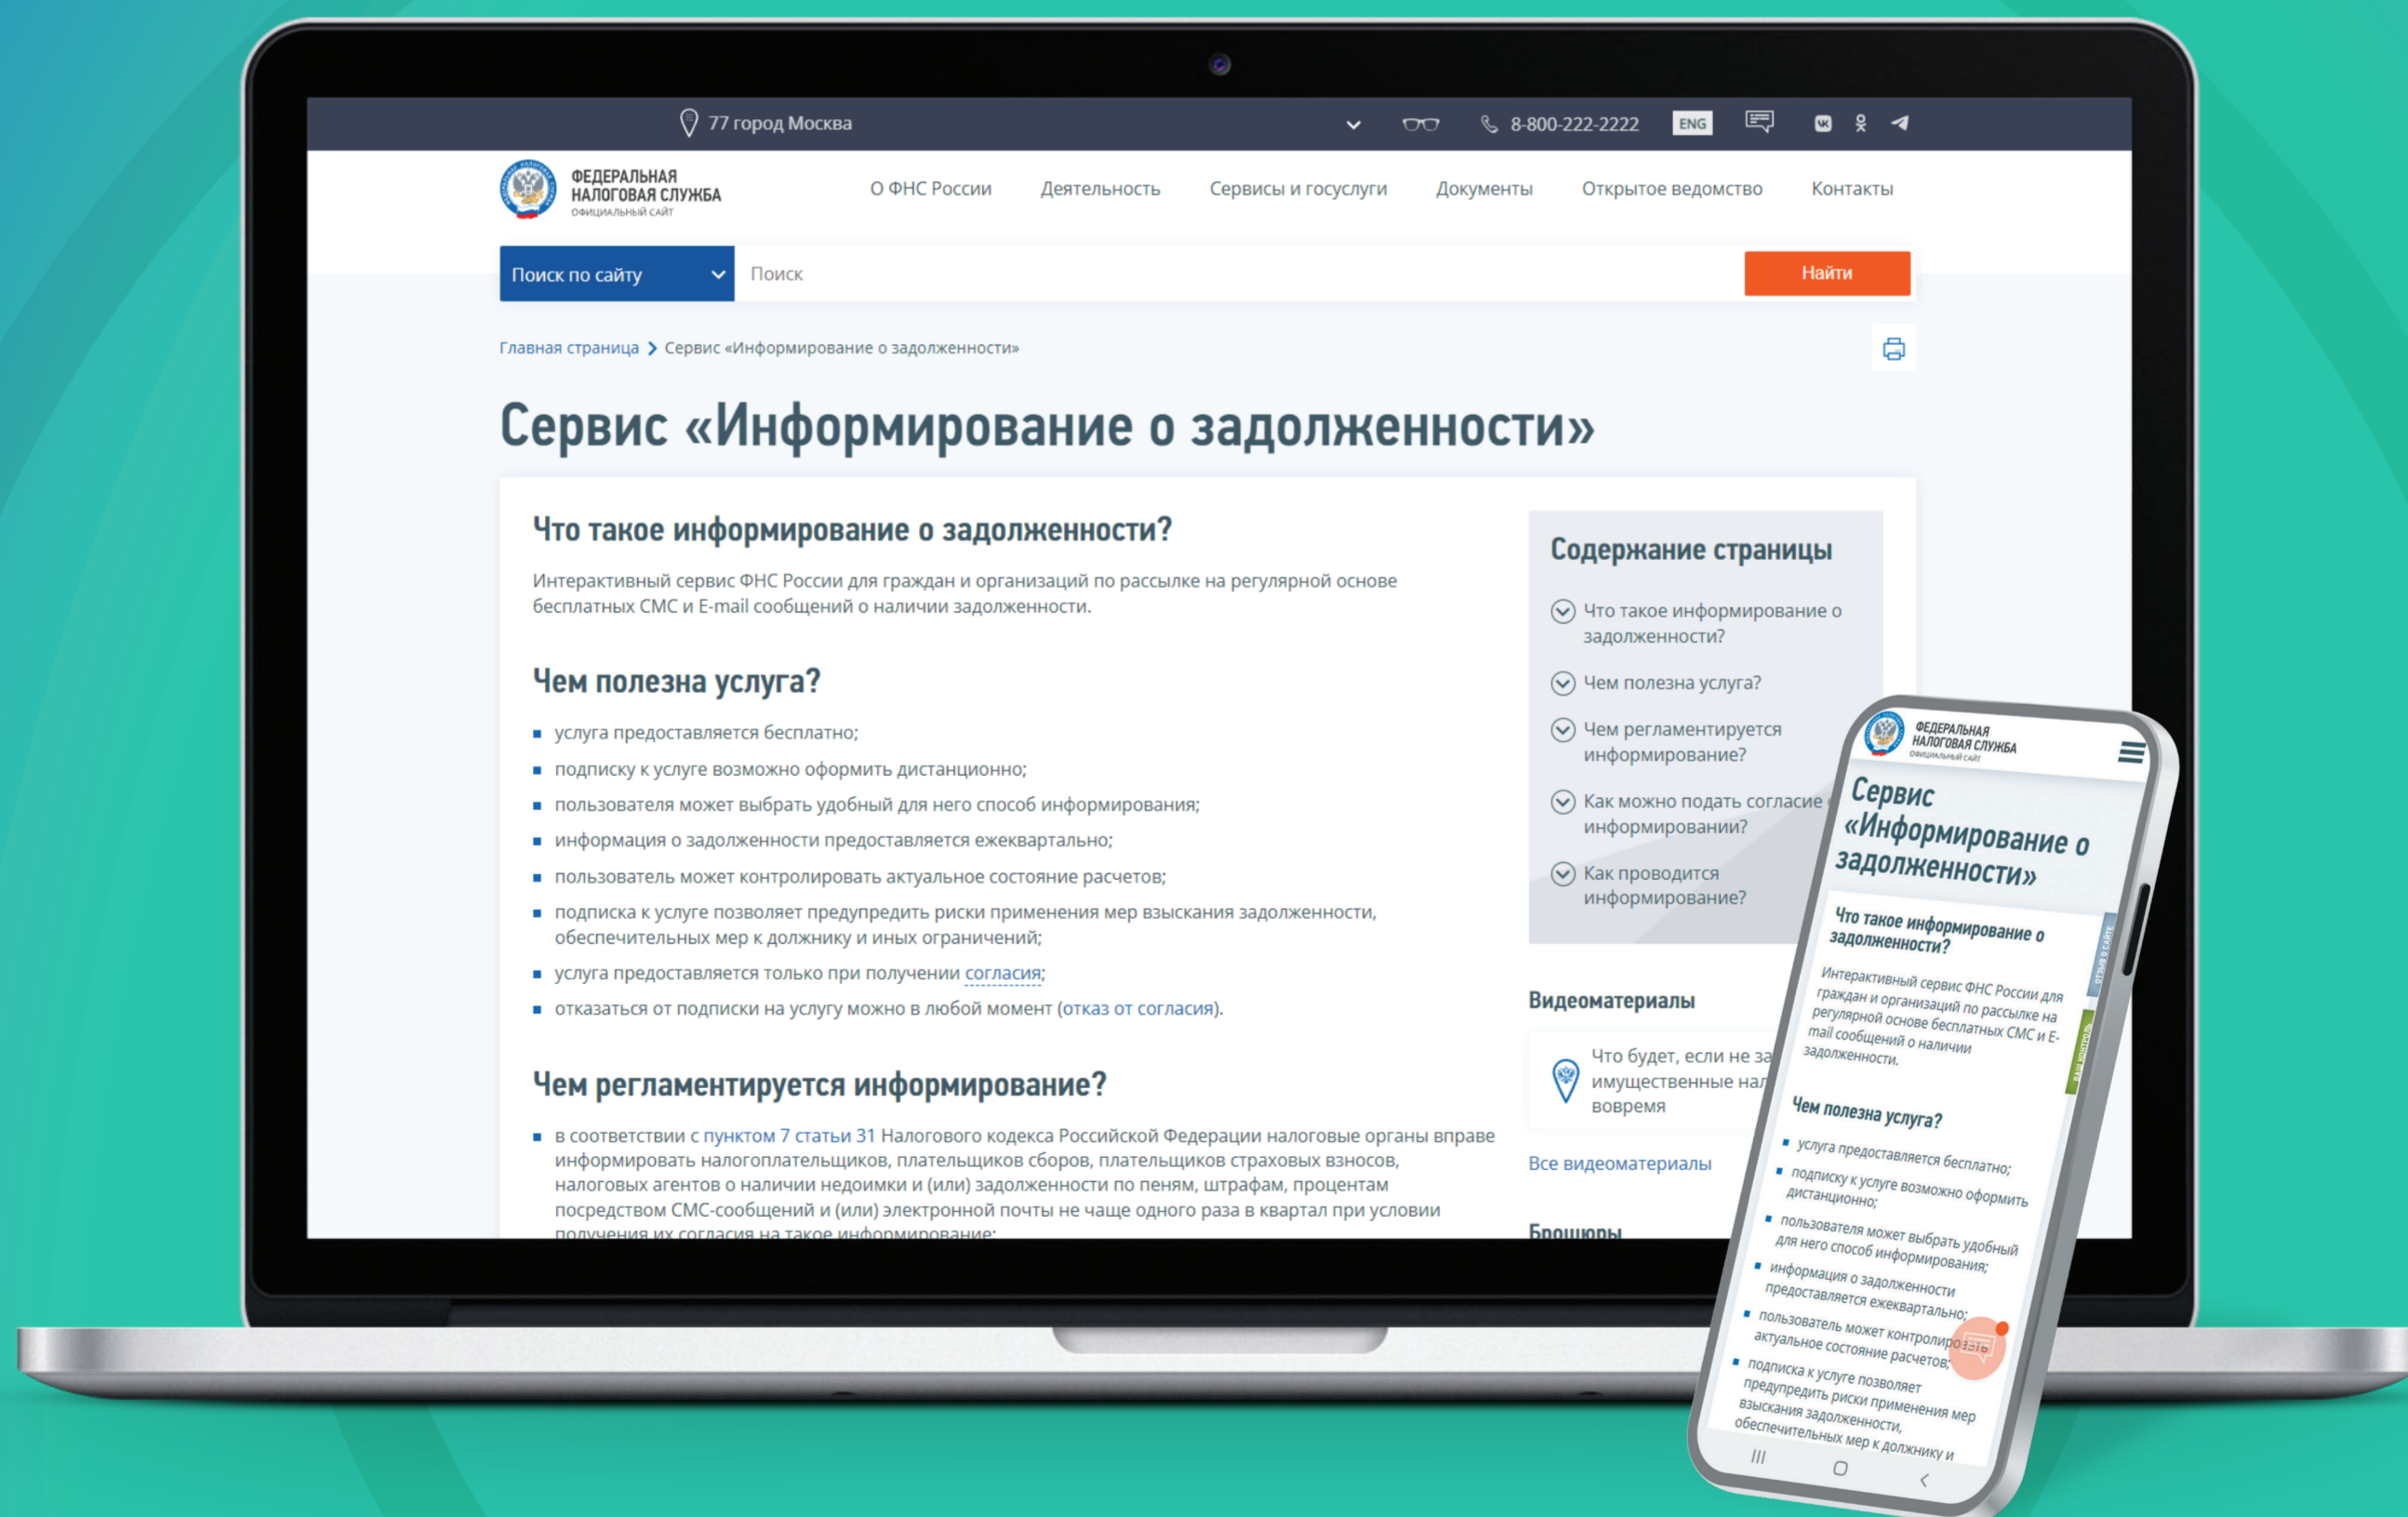 77 город Москва
8-800-222-2222
ENG
ФЕДЕРАЛЬНАЯ
НАЛОГОВАЯ СЛУЖБА
ОФИЦИАЛЬНЫЙ САЙТ
О ФНС России
Деятельность
Сервисы и госуслуги
Документы
Открытое ведомство
Контакты
Поиск по сайту
Поиск
Найти
Главная страница
Сервис «Информирование о задолженности»
Сервис «Информирование о задолженности»
Что такое информирование о задолженности?
Интерактивный сервис ФНС России для граждан и организаций по рассылке на регулярной основе
бесплатных СМС и E-mail сообщений о наличии задолженности.
Чем полезна услуга?
услуга предоставляется бесплатно;
подписку к услуге возможно оформить дистанционно;
пользователя может выбрать удобный для него способ информирования;
информация о задолженности предоставляется ежеквартально;
пользователь может контролировать актуальное состояние расчетов;
подписка к услуге позволяет предупредить риски применения мер взыскания задолженности,
обеспечительных мер к должнику и иных ограничений;
услуга предоставляется только при получении согласия;
отказаться от подписки на услугу можно в любой момент (отказ от согласия).
Чем регламентируется информирование?
в соответствии с пунктом 7 статьи 31 Налогового кодекса Российской Федерации налоговые органы вправе
информировать налогоплательщиков, плательщиков сборов, плательщиков страховых взносов,
налоговых агентов о наличии недоимки и (или) задолженности по пеням, штрафам, процентам
посредством СМС-сообщений и (или) электронной почты не чаще одного раза в квартал при условии
получения их согласия на такое информирование;
Содержание страницы
Что такое информирование о
задолженности?
Чем полезна услуга?
Чем регламентируется
информирование?
Как можно подать согласие
информировании?
Как проводится
информирование?
Видеоматериалы
Что будет, если не за
имущественные нал
вовремя
Все видеоматериалы
Брошюры
ФЕДЕРАЛЬНАЯ
НАЛОГОВАЯ СЛУЖБА
ОФИЦИАЛЬНЫЙ САЙТ
Сервис
«Информирование о
задолженности»
Что такое информирование о
задолженности?
Интерактивный сервис ФНС России для
граждан и организаций по рассылке на
регулярной основе бесплатных СМС и E-
mail сообщений о наличии
задолженности.
ОТЗЫВ О САЙТЕ
ВАШ КОНТРОЛЬ
Чем полезна услуга?
услуга предоставляется бесплатно;
подписку к услуге возможно оформить
дистанционно;
пользователя может выбрать удобный
для него способ информирования;
информация о задолженности
предоставляется ежеквартально;
пользователь может контролировать
актуальное состояние расчетов;
подписка к услуге позволяет
предупредить риски применения мер
взыскания задолженности,
обеспечительных мер к должнику и